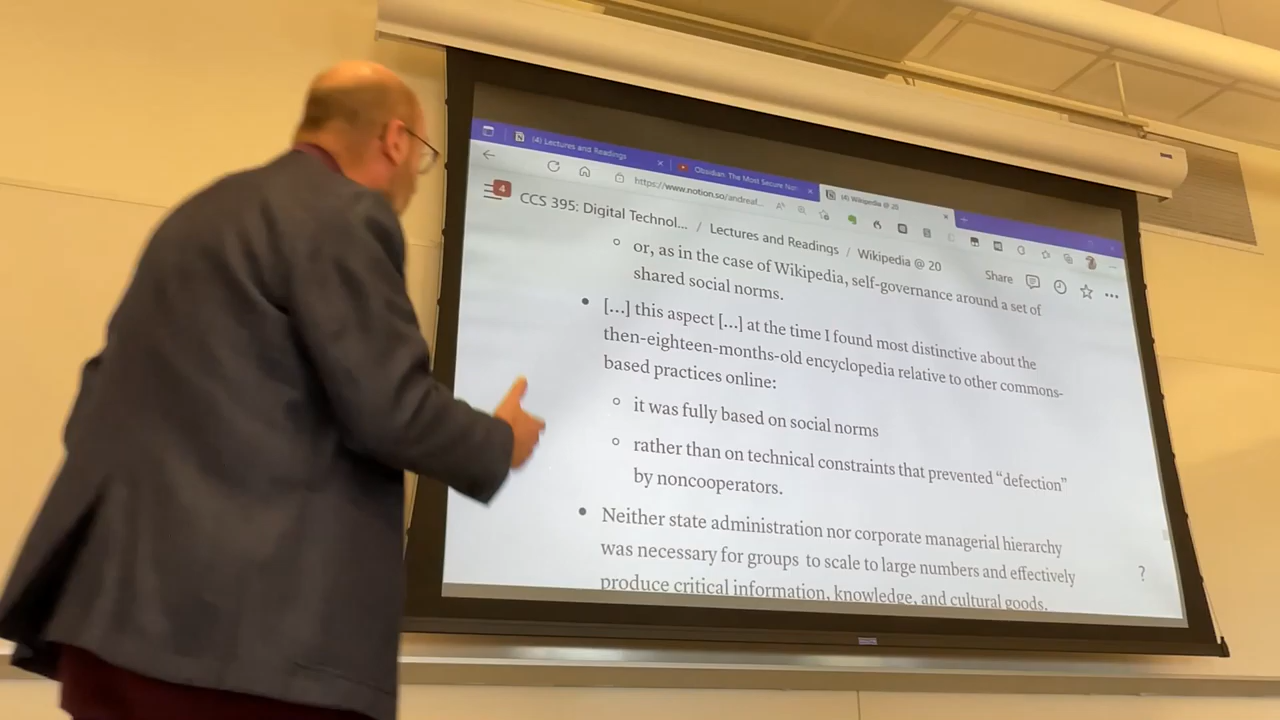 (4) Lectures and Readings
Obsidian: The Most Secure Not
(4) Wikipedia @ 20
https://www.notion.so/andreaf...
4
CCS 395: Digital Technol... / Lectures and Readings / Wikipedia @ 20
Share
or, as in the case of Wikipedia, self-governance around a set of
shared social norms.
[...] this aspect [...] at the time I found most distinctive about the
then-eighteen-months-old encyclopedia relative to other commons-
based practices online:
it was fully based on social norms
rather than on technical constraints that prevented “defection”
by noncooperators.
Neither state administration nor corporate managerial hierarchy
was necessary for groups to scale to large numbers and effectively
produce critical information, knowledge, and cultural goods.
?